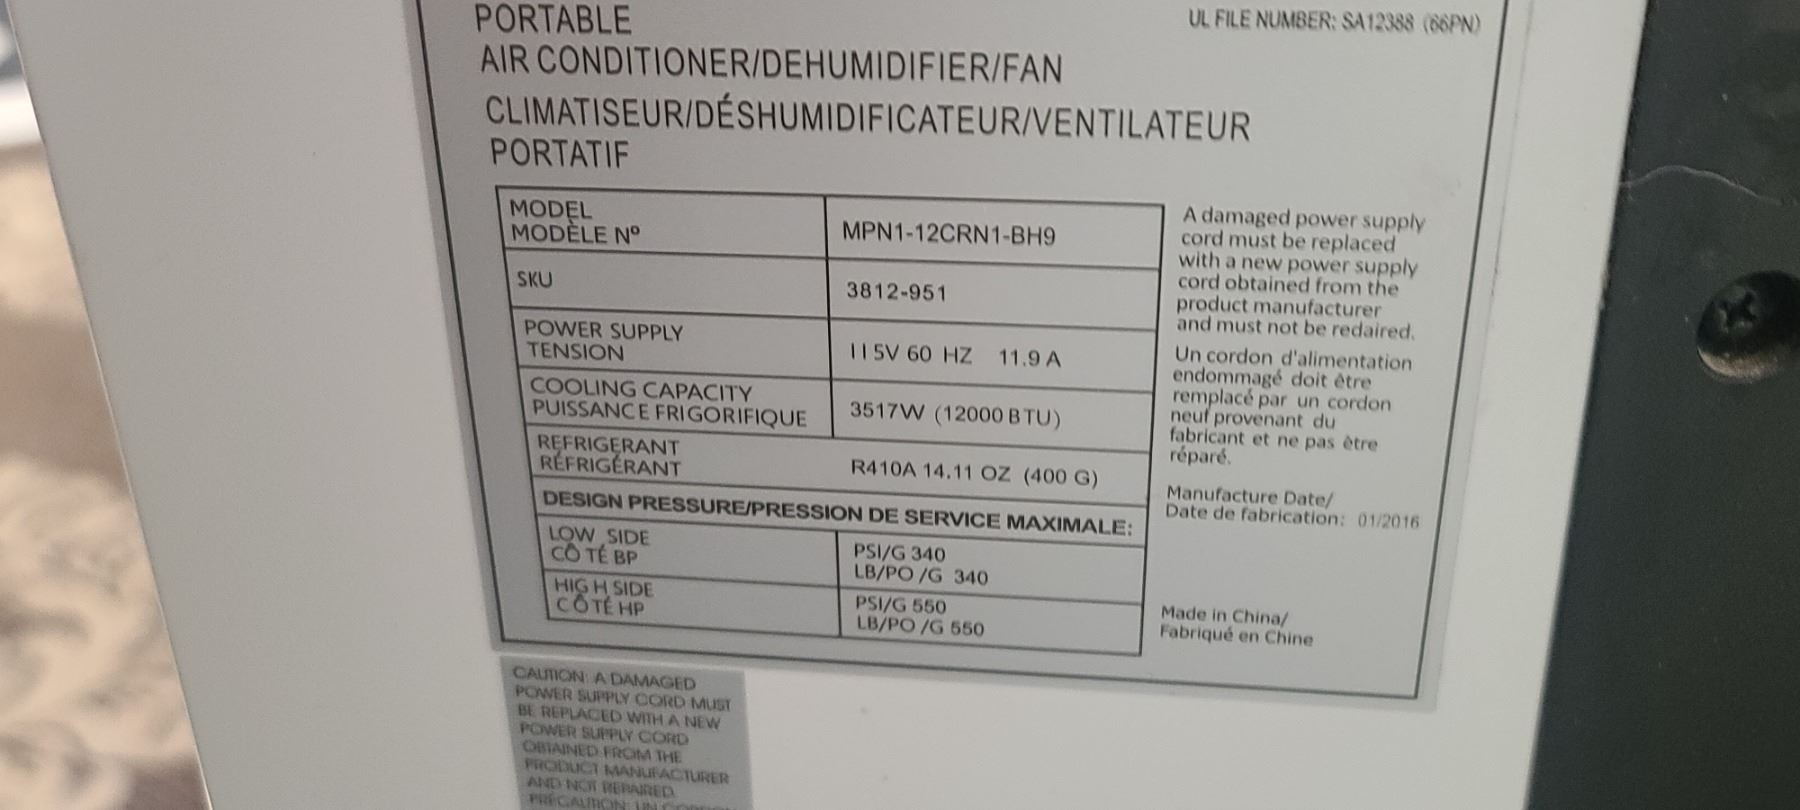 PORTABLE
UL FILE NUMBER: SA12388 (66PN)
AIR CONDITIONER/DEHUMIDIFIER/FAN
CLIMATISEUR/DÉSHUMIDIFICATEUR/VENTILATEUR
PORTATIF
MODEL
MODÈLE Nº
MPN1-12CRN1-BH9
SKU
3812-951
POWER SUPPLY
TENSION
115V 60 HZ 11.9 A
COOLING CAPACITY
PUISSANCE FRIGORIFIQUE
3517W (12000 BTU)
REFRIGERANT
RÉFRIGÉRANT
R410A 14.11 OZ (400 G)
DESIGN PRESSURE/PRESSION DE SERVICE MAXIMALE:
LOW SIDE
CÔTÉ BP
PSI/G 340
LB/PO /G 340
HIGH SIDE
CÔTÉ HP
PSI/G 550
LB/PO /G 550
A damaged power supply
cord must be replaced
with a new power supply
cord obtained from the
product manufacturer
and must not be redaired.
Un cordon d'alimentation
endommagé doit être
remplacé par un cordon
neuf provenant du
fabricant et ne pas être
réparé.
Manufacture Date/
Date de fabrication: 01/2016
Made in China/
Fabriqué en Chine
CAUTION: A DAMAGED
POWER SUPPLY CORD MUST
BE REPLACED WITH A NEW
POWER SUPPLY CORD
OBTAINED FROM THE
PRODUCT MANUFACTURER
AND NOT REPAIRED.
PRÉCAUTION: UN